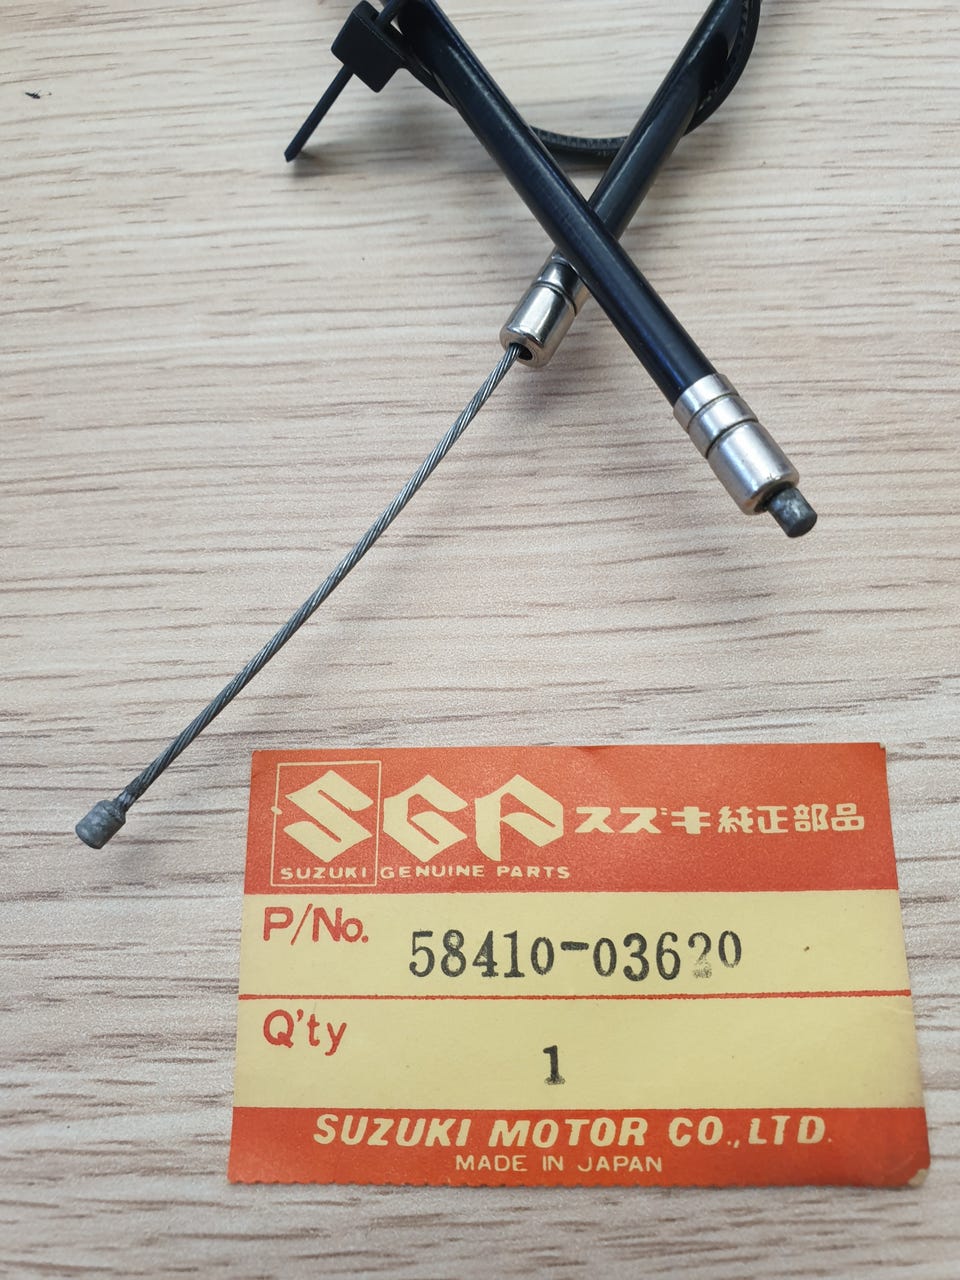 SGP スズキ純正部品
SUZUKI GENUINE PARTS
P/No. 58410-03620
Q'ty 1
SUZUKI MOTOR CO.,LTD.
MADE IN JAPAN